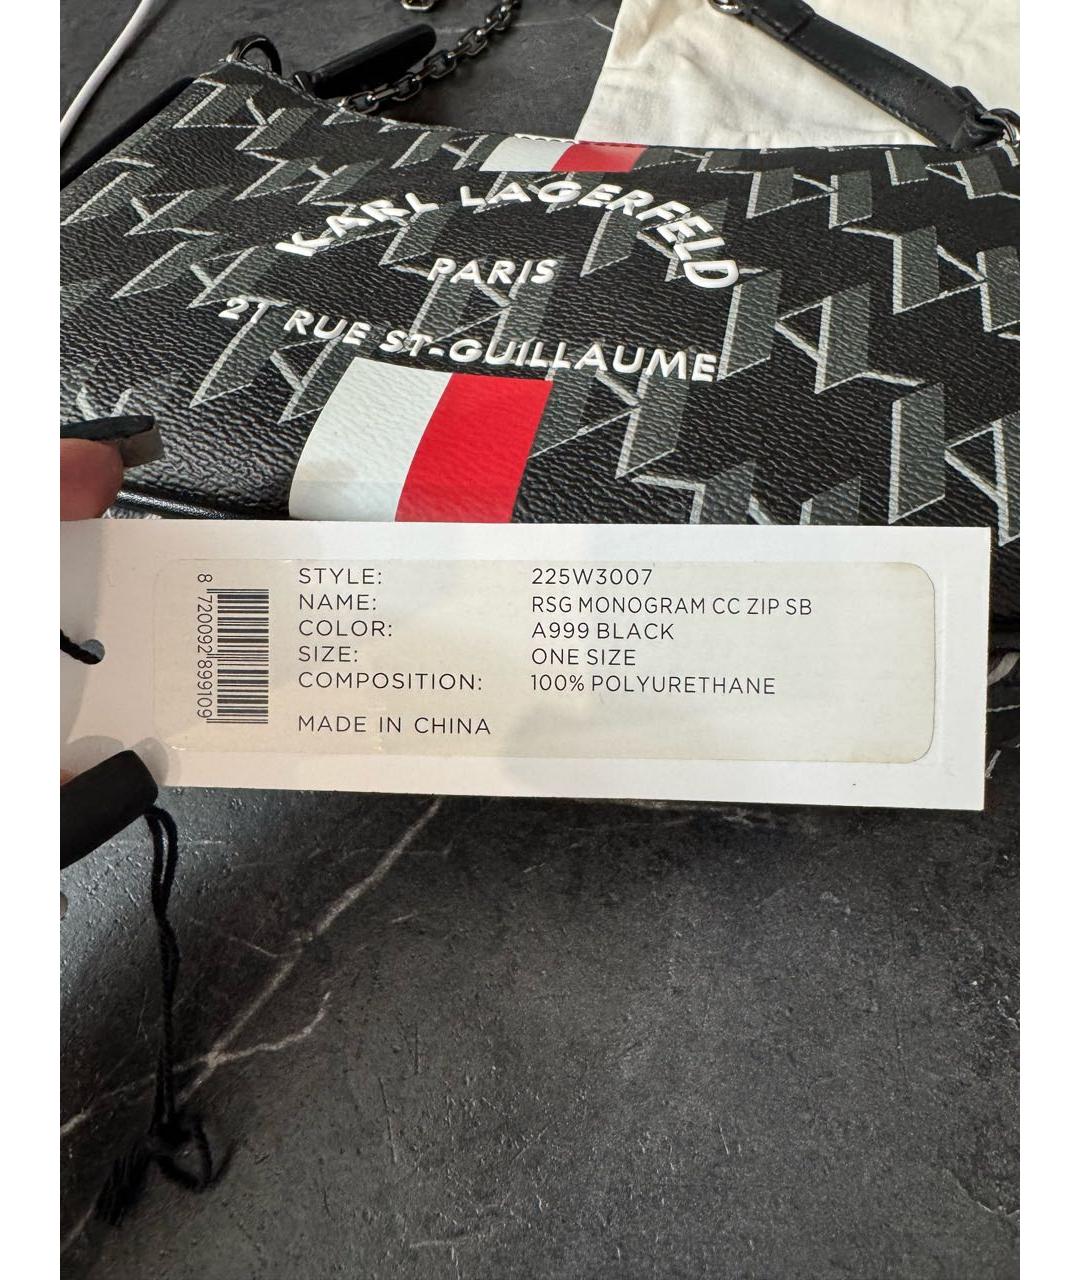 KARL LAGERFELD
PARIS
21 RUE ST-GUILLAUME
STYLE: 225W3007
NAME: RSG MONOGRAM CC ZIP SB
COLOR: A999 BLACK
SIZE: ONE SIZE
COMPOSITION: 100% POLYURETHANE
MADE IN CHINA
8 720092 899109